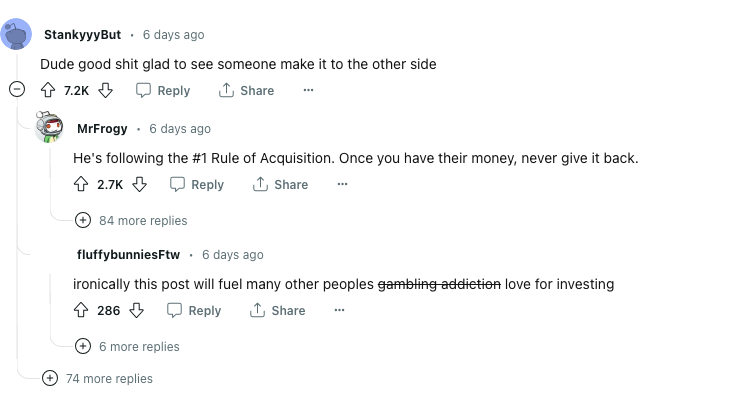 StankyyyBut • 6 days ago
Dude good shit glad to see someone make it to the other side
7.2K Reply Share ...
MrFrogy • 6 days ago
He's following the #1 Rule of Acquisition. Once you have their money, never give it back.
2.7K Reply Share ...
84 more replies
fluffybunniesFtw • 6 days ago
ironically this post will fuel many other peoples ~~gambling addiction~~ love for investing
286 Reply Share ...
6 more replies
74 more replies